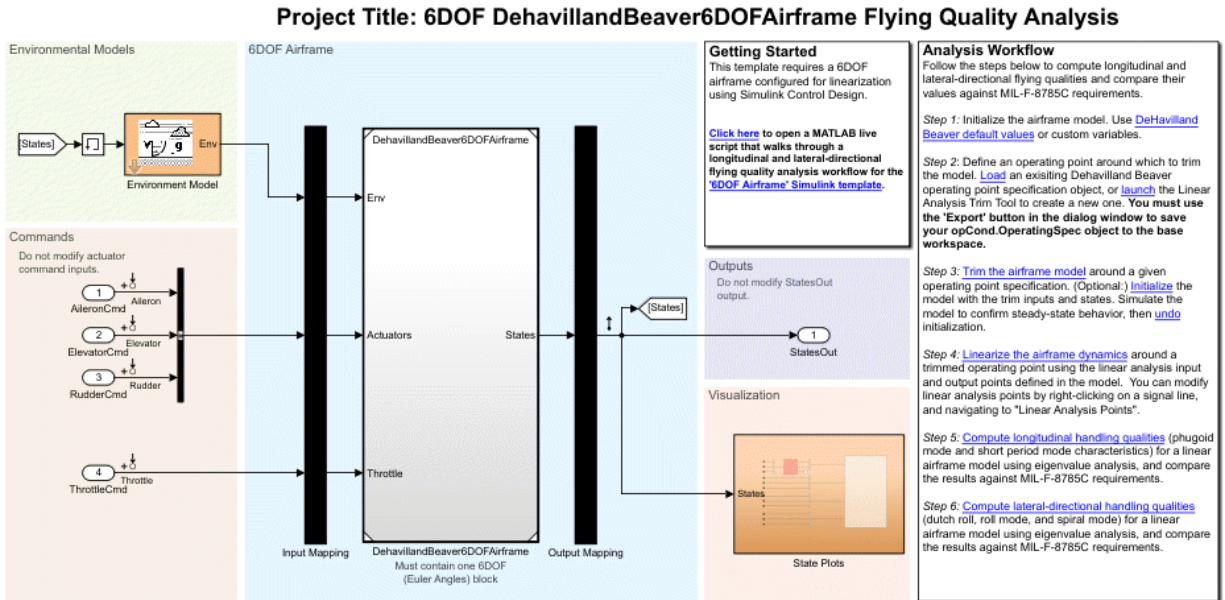 Project Title: 6DOF DehavillandBeaver6DOFAirframe Flying Quality Analysis
Environmental Models
[States]
Env
Environment Model
Commands
Do not modify actuator
command inputs.
1
Aileron
AileronCmd
2
Elevator
ElevatorCmd
3
Rudder
RudderCmd
4
Throttle
ThrottleCmd
6DOF Airframe
DehavillandBeaver6DOFAirframe
Env
Actuators
States
Throttle
Input Mapping
DehavillandBeaver6DOFAirframe
Must contain one 6DOF
(Euler Angles) block
Output Mapping
[States]
Getting Started
This template requires a 6DOF
airframe configured for linearization
using Simulink Control Design.
Click here to open a MATLAB live
script that walks through a
longitudinal and lateral-directional
flying quality analysis workflow for the
'6DOF Airframe' Simulink template.
Outputs
Do not modify StatesOut
output.
1
StatesOut
Visualization
States
State Plots
Analysis Workflow
Follow the steps below to compute longitudinal and
lateral-directional flying qualities and compare their
values against MIL-F-8785C requirements.
Step 1: Initialize the airframe model. Use DeHavilland
Beaver default values or custom variables.
Step 2: Define an operating point around which to trim
the model. Load an exisiting Dehavilland Beaver
operating point specification object, or launch the Linear
Analysis Trim Tool to create a new one. You must use
the 'Export' button in the dialog window to save
your opCond.OperatingSpec object to the base
workspace.
Step 3: Trim the airframe model around a given
operating point specification. (Optional:) Initialize the
model with the trim inputs and states. Simulate the
model to confirm steady-state behavior, then undo
initialization.
Step 4: Linearize the airframe dynamics around a
trimmed operating point using the linear analysis input
and output points defined in the model. You can modify
linear analysis points by right-clicking on a signal line,
and navigating to "Linear Analysis Points".
Step 5: Compute longitudinal handling qualities (phugoid
mode and short period mode characteristics) for a linear
airframe model using eigenvalue analysis, and compare
the results against MIL-F-8785C requirements.
Step 6: Compute lateral-directional handling qualities
(dutch roll, roll mode, and spiral mode) for a linear
airframe model using eigenvalue analysis, and compare
the results against MIL-F-8785C requirements.